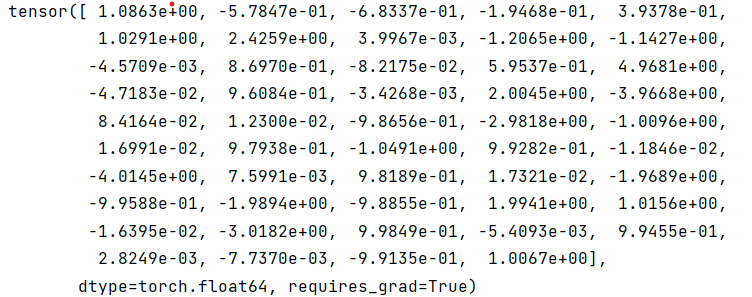 tensor([ 1.0863e+00, -5.7847e-01, -6.8337e-01, -1.9468e-01,  3.9378e-01,
         1.0291e+00,  2.4259e+00,  3.9967e-03, -1.2065e+00, -1.1427e+00,
        -4.5709e-03,  8.6970e-01, -8.2175e-02,  5.9537e-01,  4.9681e+00,
        -4.7183e-02,  9.6084e-01, -3.4268e-03,  2.0045e+00, -3.9668e+00,
         8.4164e-02,  1.2300e-02, -9.8656e-01, -2.9818e+00, -1.0096e+00,
         1.6991e-02,  9.7938e-01, -1.0491e+00,  9.9282e-01, -1.1846e-02,
        -4.0145e+00,  7.5991e-03,  9.8189e-01,  1.7321e-02, -1.9689e+00,
        -9.9588e-01, -1.9894e+00, -9.8855e-01,  1.9941e+00,  1.0156e+00,
        -1.6395e-02, -3.0182e+00,  9.9849e-01, -5.4093e-03,  9.9455e-01,
         2.8249e-03, -7.7370e-03, -9.9135e-01,  1.0067e+00],
       dtype=torch.float64, requires_grad=True)